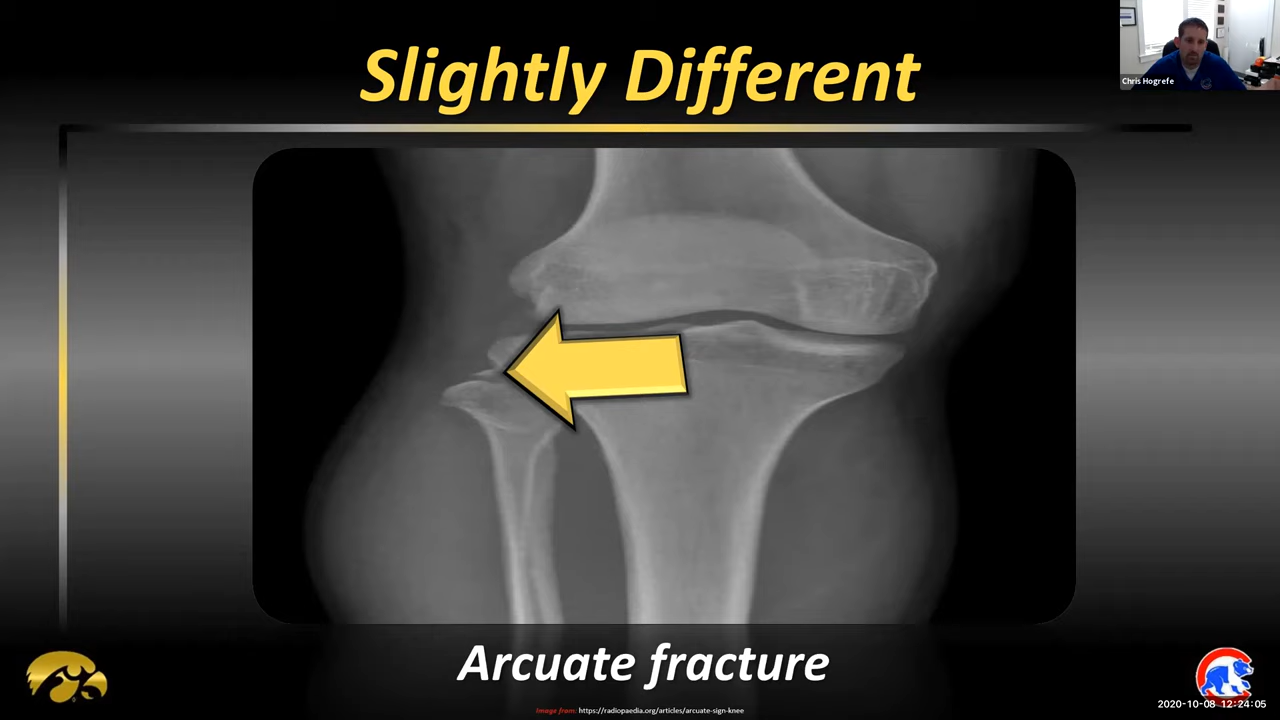 Slightly Different
Chris Hogrefe
Arcuate fracture
Image from: https://radiopaedia.org/articles/arcuate-sign-knee
2020-10-08 12:24:05